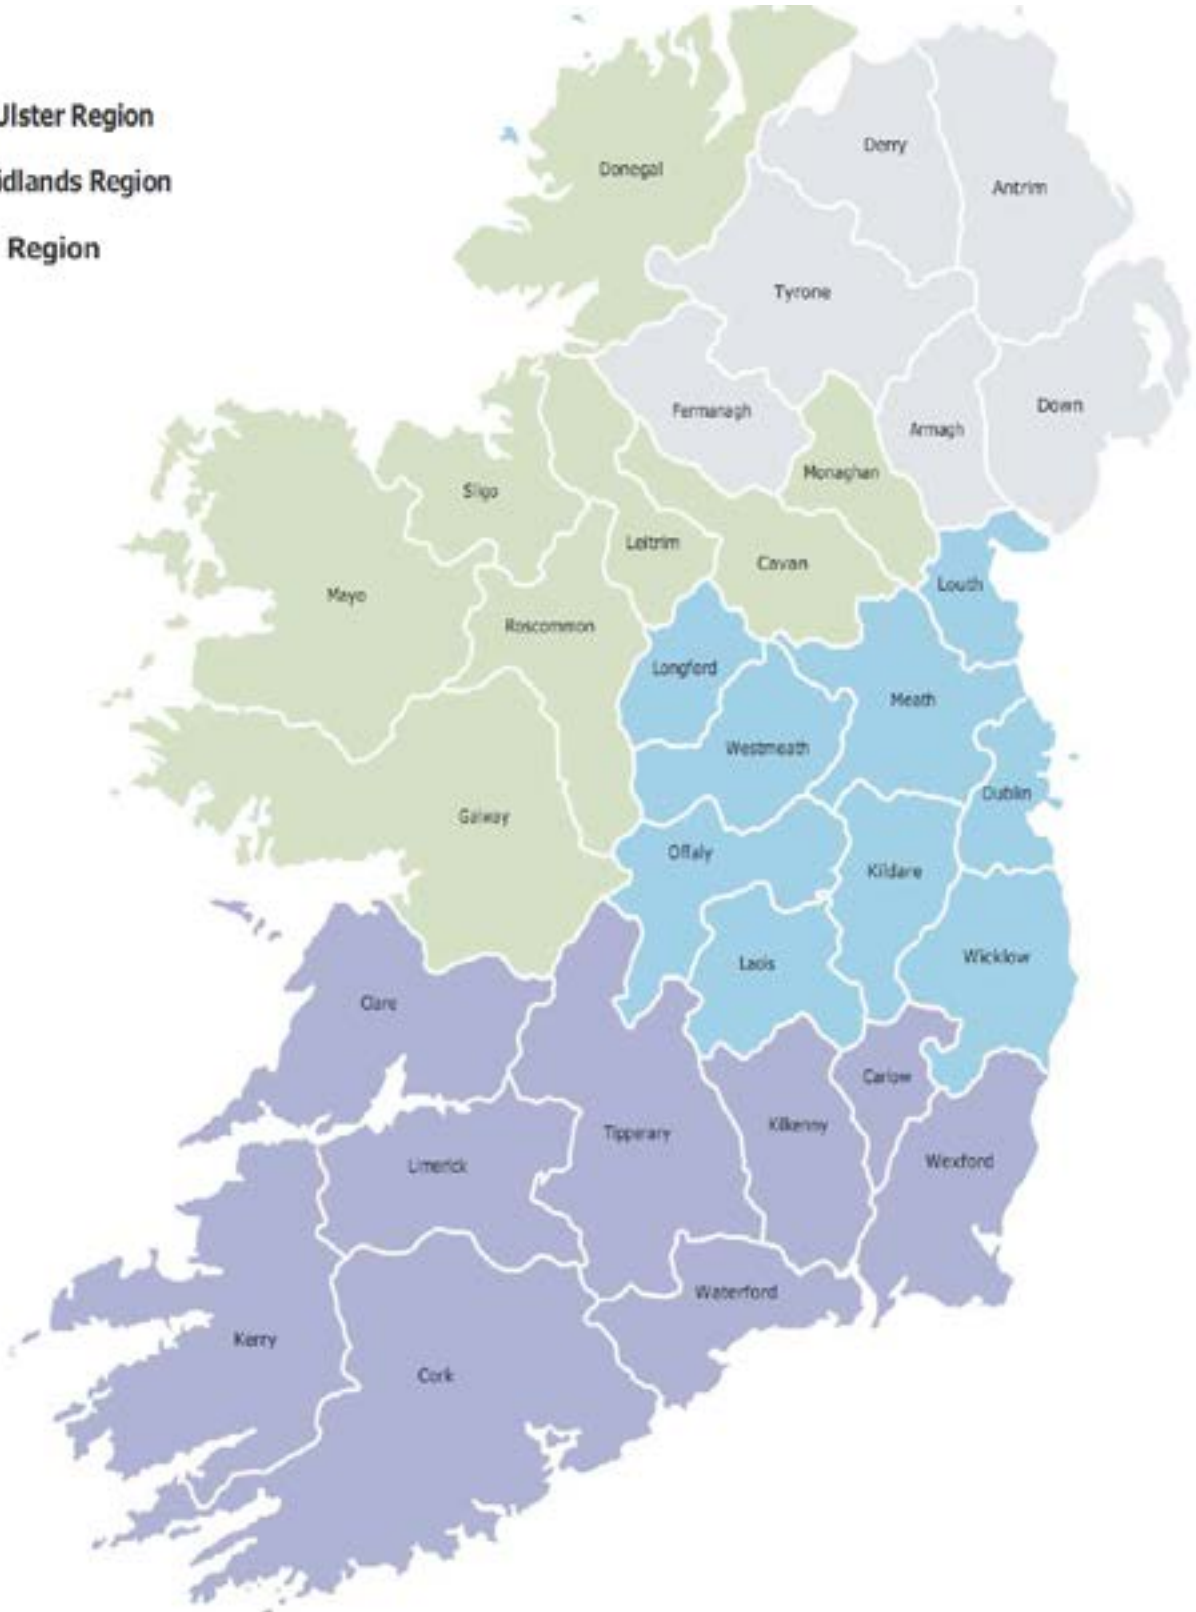 Ulster Region
idlands Region
Region
Donegal
Derry
Antrim
Tyrone
Fermanagh
Armagh
Down
Monaghan
Sligo
Leitrim
Cavan
Louth
Mayo
Roscommon
Longford
Meath
Westmeath
Dublin
Galway
Offaly
Kildare
Laois
Wicklow
Clare
Carlow
Kilkenny
Tipperary
Limerick
Wexford
Waterford
Kerry
Cork